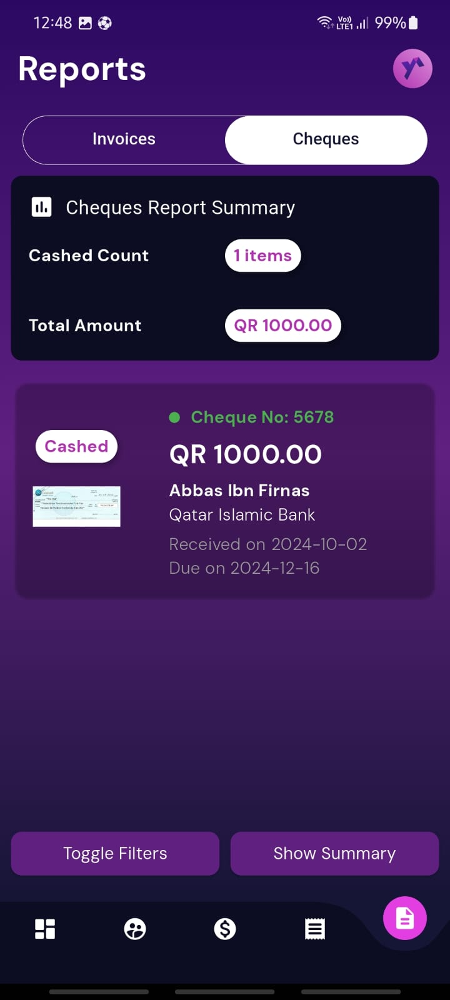 12:48
Vo))
LTE1
99%
Reports
Invoices
Cheques
Cheques Report Summary
Cashed Count
1 items
Total Amount
QR 1000.00
Cheque No: 5678
Cashed
QR 1000.00
Abbas Ibn Firnas
Qatar Islamic Bank
Received on 2024-10-02
Due on 2024-12-16
Toggle Filters
Show Summary